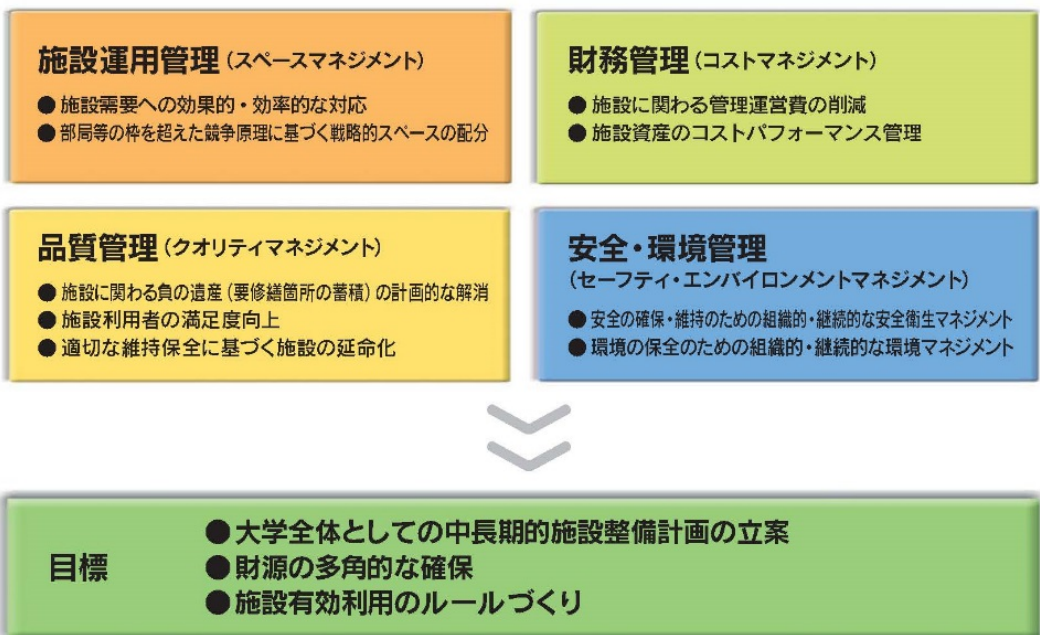 施設運用管理(スペースマネジメント)
●施設需要への効果的・効率的な対応
●部局等の枠を超えた競争原理に基づく戦略的スペースの配分
財務管理(コストマネジメント)
●施設に関わる管理運営費の削減
●施設資産のコストパフォーマンス管理
品質管理(クオリティマネジメント)
●施設に関わる負の遺産(要修繕箇所の蓄積)の計画的な解消
●施設利用者の満足度向上
●適切な維持保全に基づく施設の延命化
安全・環境管理
(セーフティ・エンバイロンメントマネジメント)
●安全の確保・維持のための組織的・継続的な安全衛生マネジメント
●環境の保全のための組織的・継続的な環境マネジメント
目標
●大学全体としての中長期的施設整備計画の立案
●財源の多角的な確保
●施設有効利用のルールづくり